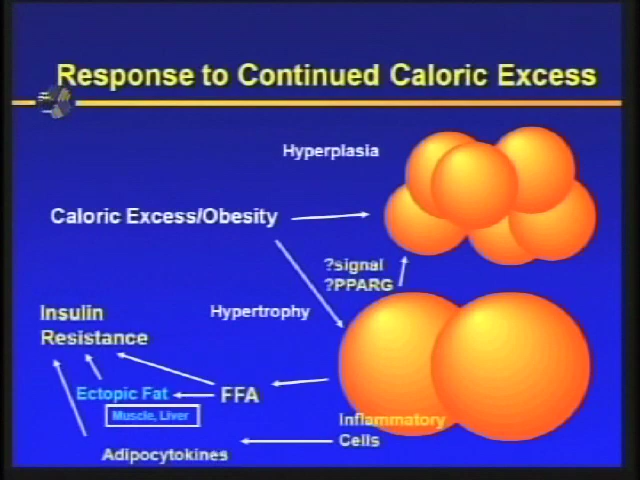 Response to Continued Caloric Excess
Hyperplasia
Caloric Excess/Obesity
?signal
?PPARG
Hypertrophy
Insulin
Resistance
Ectopic Fat
FFA
Muscle, Liver
Inflammatory
Cells
Adipocytokines